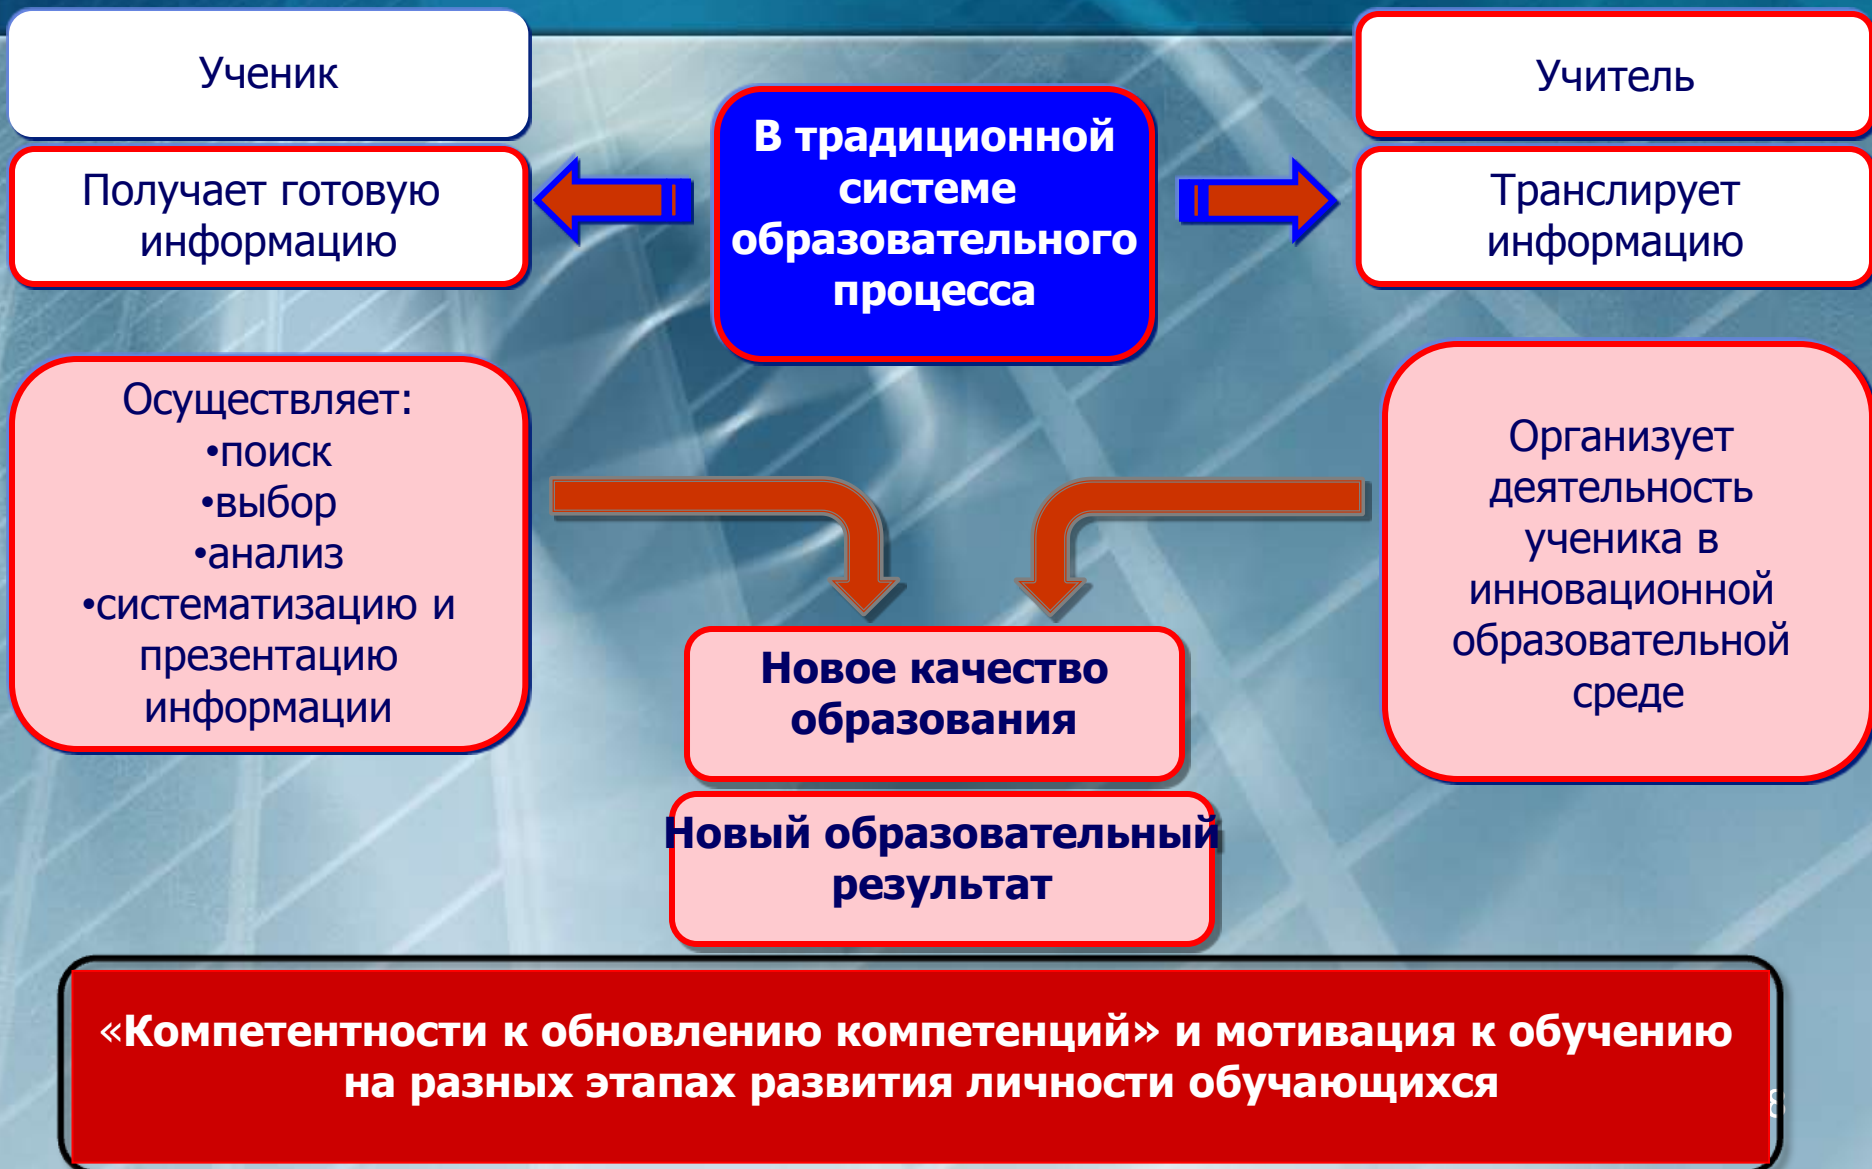 Ученик
Получает готовую
информацию
В традиционной
системе
образовательного
процесса
Учитель
Транслирует
информацию
Осуществляет:
•поиск
•выбор
•анализ
•систематизацию и
презентацию
информации
Организует
деятельность
ученика в
инновационной
образовательной
среде
Новое качество
образования
Новый образовательный
результат
«Компетентности к обновлению компетенций» и мотивация к обучению
на разных этапах развития личности обучающихся
8